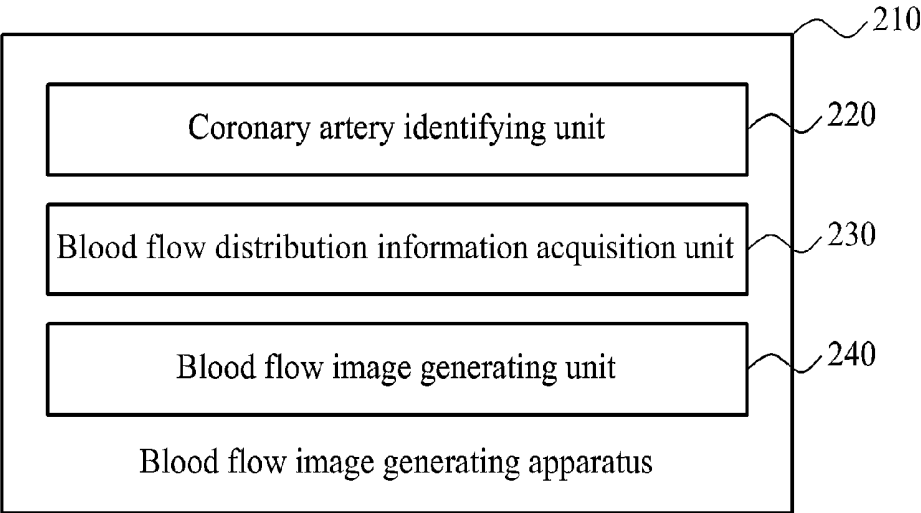 210
Coronary artery identifying unit
220
Blood flow distribution information acquisition unit
230
Blood flow image generating unit
240
Blood flow image generating apparatus